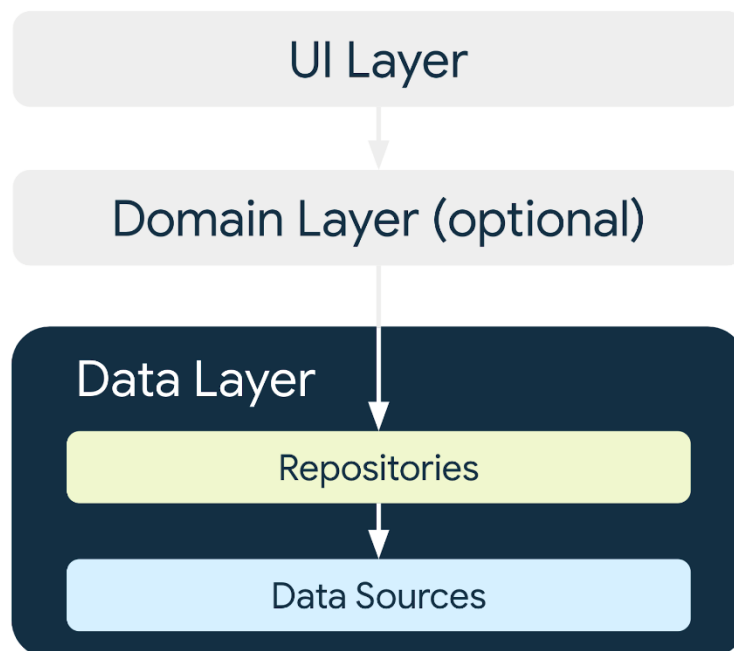 UI Layer
Domain Layer (optional)
Data Layer
Repositories
Data Sources